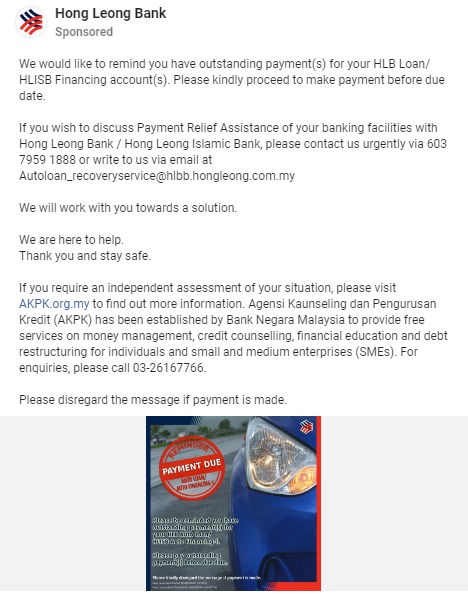 Hong Leong Bank
Sponsored
We would like to remind you have outstanding payment(s) for your HLB Loan/
HLISB Financing account(s). Please kindly proceed to make payment before due
date.
If you wish to discuss Payment Relief Assistance of your banking facilities with
Hong Leong Bank / Hong Leong Islamic Bank, please contact us urgently via 603
7959 1888 or write to us via email at
Autoloan_recoveryservice@hlbb.hongleong.com.my
We will work with you towards a solution.
We are here to help.
Thank you and stay safe.
If you require an independent assessment of your situation, please visit
AKPK.org.my to find out more information. Agensi Kaunseling dan Pengurusan
Kredit (AKPK) has been established by Bank Negara Malaysia to provide free
services on money management, credit counselling, financial education and debt
restructuring for individuals and small and medium enterprises (SMEs). For
enquiries, please call 03-26167766.
Please disregard the message if payment is made.
REMINDER
PAYMENT DUE
AUTO LOAN/
AUTO FINANCING-i
Please be reminded you have
outstanding payment(s) for
your HLB Auto Loan/
HLISB Auto Financing-i.
Please pay outstanding
payment(s) before due date.
Please kindly disregard the message if payment is made.